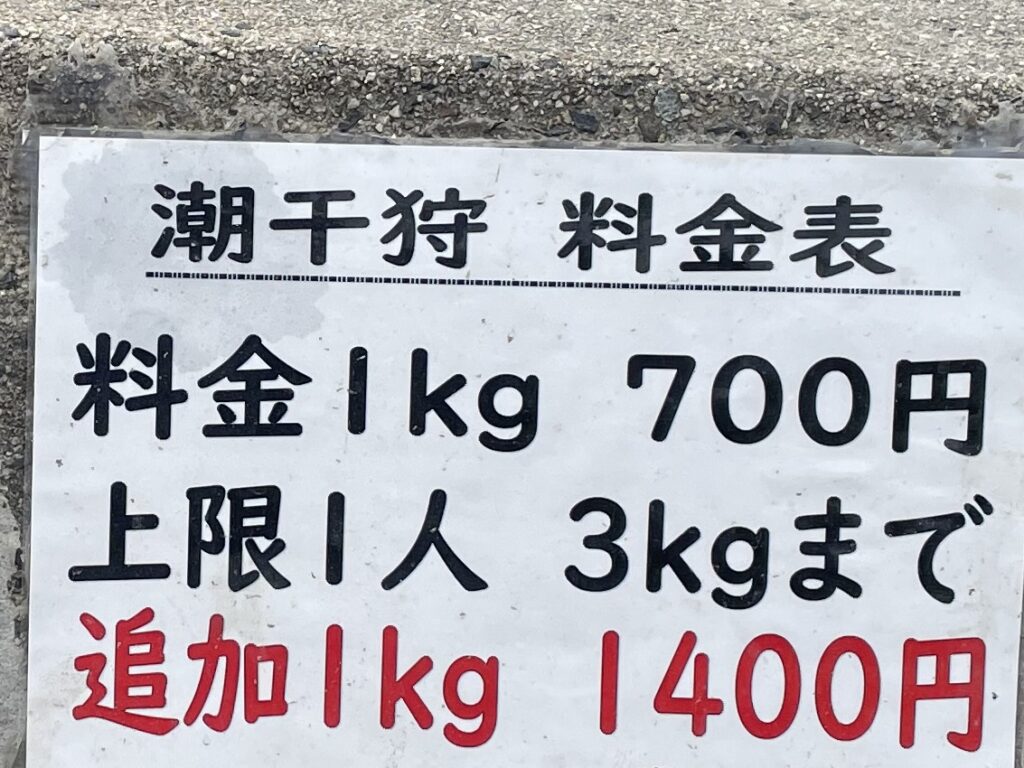 潮干狩 料金表
料金1kg 700円
上限1人 3kgまで
追加1kg 1400円